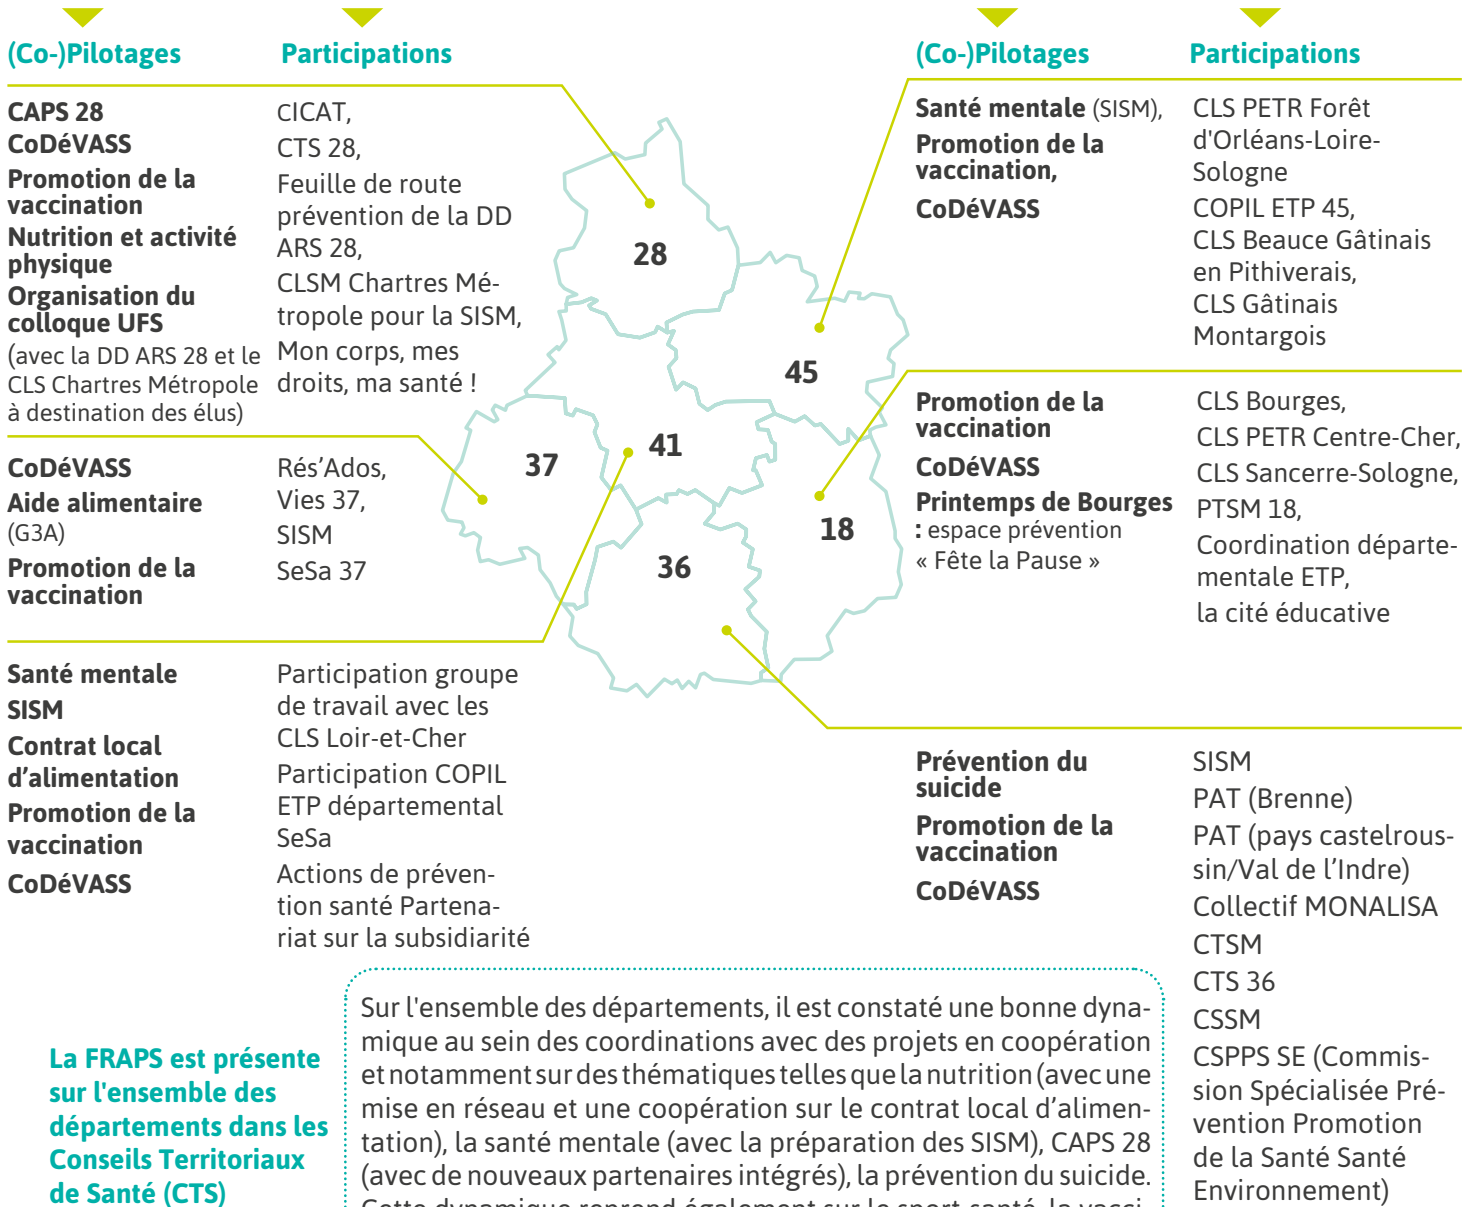 (Co-)Pilotages
Participations
CAPS 28
CoDéVASS
Promotion de la
vaccination
Nutrition et activité
physique
Organisation du
colloque UFS
(avec la DD ARS 28 et le
CLS Chartres Métropole
à destination des élus)
CICAT,
CTS 28,
Feuille de route
prévention de la DD
ARS 28,
CLSM Chartres Mé-
tropole pour la SISM,
Mon corps, mes
droits, ma santé !
CoDéVASS
Aide alimentaire
(G3A)
Promotion de la
vaccination
Rés'Ados,
Vies 37,
SISM
SeSa 37
Santé mentale
SISM
Contrat local
d'alimentation
Promotion de la
vaccination
CoDéVASS
Participation groupe
de travail avec les
CLS Loir-et-Cher
Participation COPIL
ETP départemental
SeSa
Actions de préven-
tion santé Partena-
riat sur la subsidiarité
28
45
41
37
18
36
(Co-)Pilotages
Participations
Santé mentale (SISM),
Promotion de la
vaccination,
CoDéVASS
CLS PETR Forêt
d'Orléans-Loire-
Sologne
COPIL ETP 45,
CLS Beauce Gâtinais
en Pithiverais,
CLS Gâtinais
Montargois
Promotion de la
vaccination
CoDéVASS
Printemps de Bourges
: espace prévention
« Fête la Pause »
CLS Bourges,
CLS PETR Centre-Cher,
CLS Sancerre-Sologne,
PTSM 18,
Coordination départe-
mentale ETP,
la cité éducative
Prévention du
suicide
Promotion de la
vaccination
CoDéVASS
SISM
PAT (Brenne)
PAT (pays castelrous-
sin/Val de l'Indre)
Collectif MONALISA
CTSM
CTS 36
CSSM
CSPPS SE (Commis-
sion Spécialisée Pré-
vention Promotion
de la Santé Santé
Environnement)
La FRAPS est présente
sur l'ensemble des
départements dans les
Conseils Territoriaux
de Santé (CTS)
Sur l'ensemble des départements, il est constaté une bonne dyna-
mique au sein des coordinations avec des projets en coopération
et notamment sur des thématiques telles que la nutrition (avec une
mise en réseau et une coopération sur le contrat local d'alimen-
tation), la santé mentale (avec la préparation des SISM), CAPS 28
(avec de nouveaux partenaires intégrés), la prévention du suicide.
Cette dynamique reprend également sur le sport-santé, la vacci-